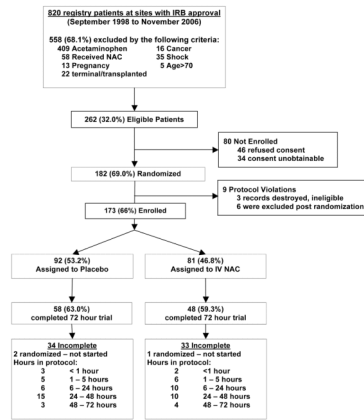 820 registry patients at sites with IRB approval
(September 1998 to November 2006)
558 (68.1%) excluded by the following criteria:
409 Acetaminophen 16 Cancer
58 Received NAC 35 Shock
13 Pregnancy 5 Age>70
22 terminal/transplanted
262 (32.0%) Eligible Patients
80 Not Enrolled
46 refused consent
34 consent unobtainable
182 (69.0%) Randomized
9 Protocol Violations
3 records destroyed, ineligible
6 were excluded post randomization
173 (66%) Enrolled
92 (53.2%)
Assigned to Placebo
81 (46.8%)
Assigned to IV NAC
58 (63.0%)
completed 72 hour trial
48 (59.3%)
completed 72 hour trial
34 Incomplete
2 randomized – not started
Hours in protocol:
3 < 1 hour
5 1 – 5 hours
6 6 – 24 hours
15 24 – 48 hours
3 48 – 72 hours
33 Incomplete
1 randomized – not started
Hours in protocol:
2 <1 hour
6 1 – 5 hours
10 6 – 24 hours
10 24 – 48 hours
4 48 – 72 hours